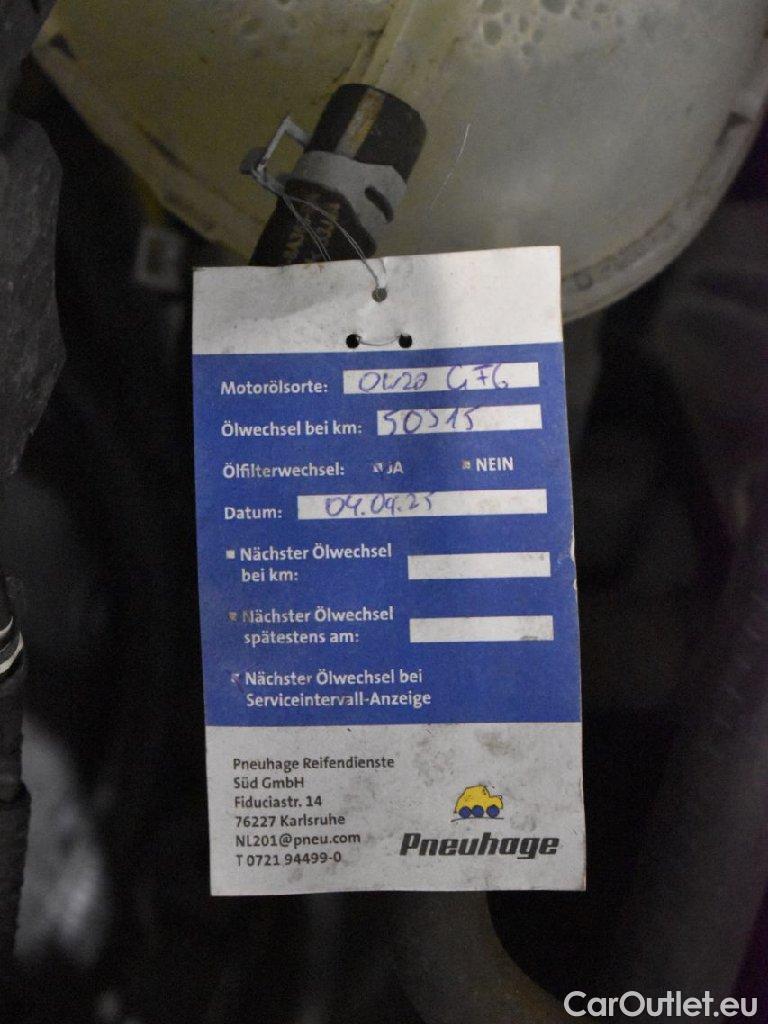 Motorölsorte: 0W20 GF6
Ölwechsel bei km: 50915
Ölfilterwechsel: JA NEIN
Datum: 04.09.25
Nächster Ölwechsel
bei km:
Nächster Ölwechsel
spätestens am:
Nächster Ölwechsel bei
Serviceintervall-Anzeige
Pneuhage Reifendienste
Süd GmbH
Fiduciastr. 14
76227 Karlsruhe
NL201@pneu.com
T 0721 94499-0
Pneuhage
CarOutlet.eu